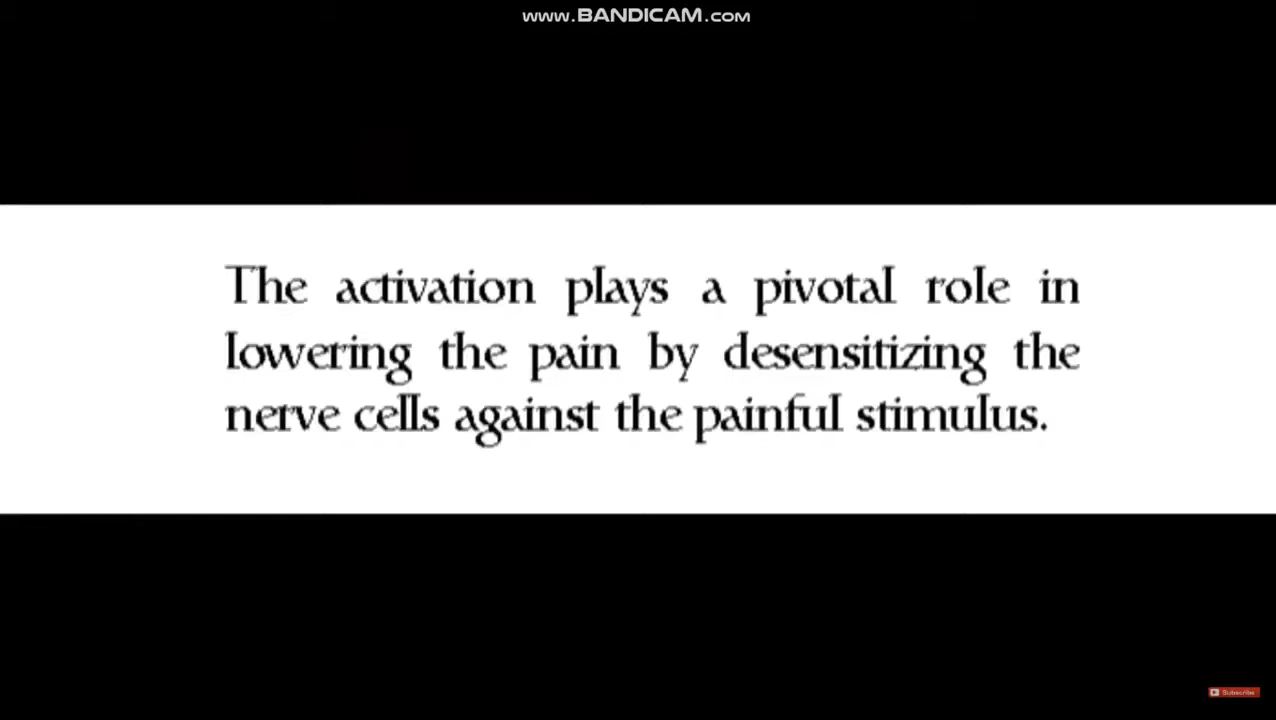 www.BANDICAM.com
The activation plays a pivotal role in
lowering the pain by desensitizing the
nerve cells against the painful stimulus.
Subscribe